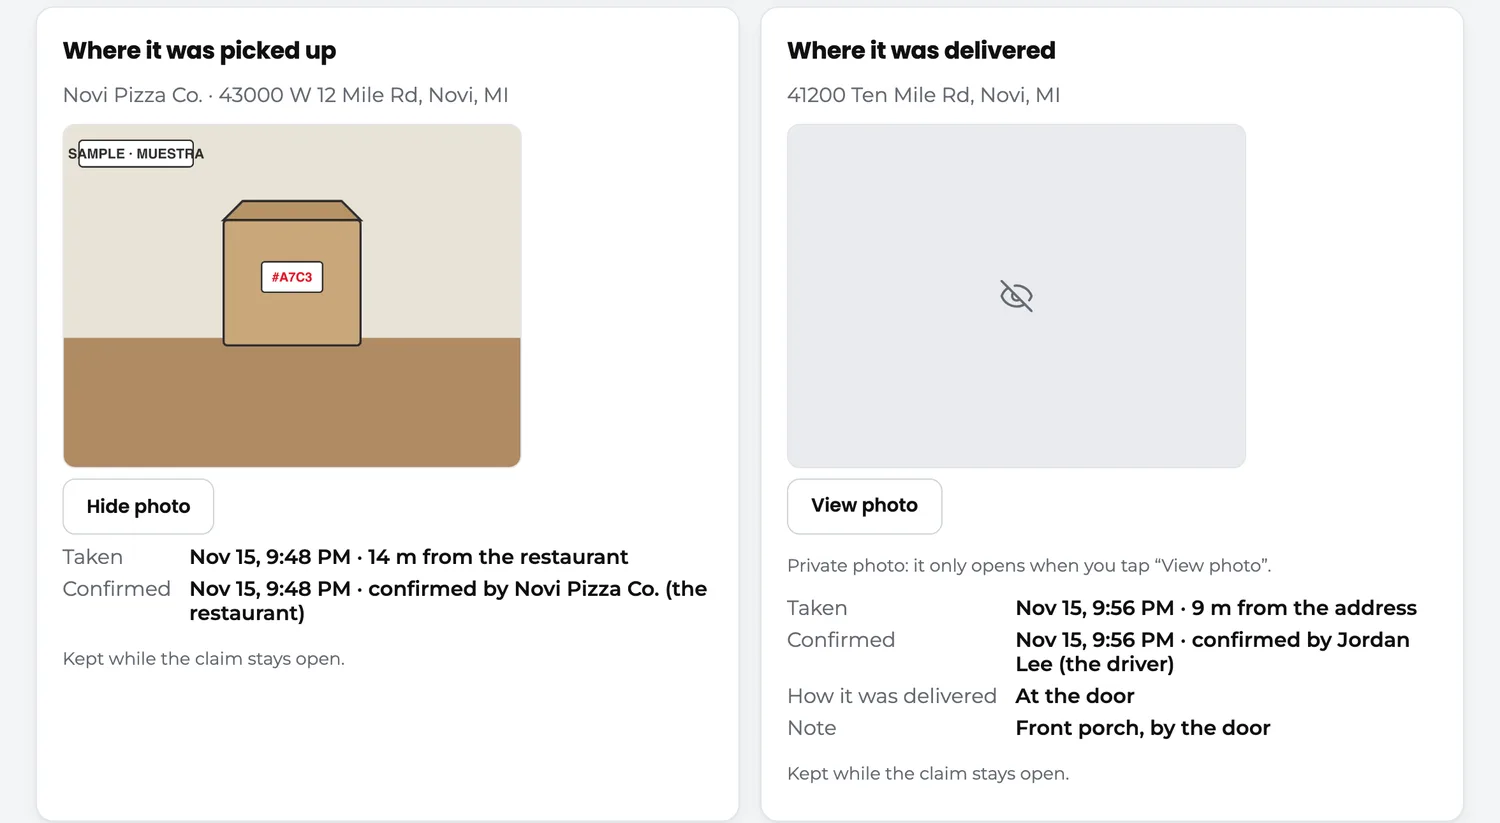 Where it was picked up
Novi Pizza Co. · 43000 W 12 Mile Rd, Novi, MI
SAMPLE · MUESTRA
#A7C3
Hide photo
Taken Nov 15, 9:48 PM · 14 m from the restaurant
Confirmed Nov 15, 9:48 PM · confirmed by Novi Pizza Co. (the
restaurant)
Kept while the claim stays open.
Where it was delivered
41200 Ten Mile Rd, Novi, MI
View photo
Private photo: it only opens when you tap “View photo”.
Taken Nov 15, 9:56 PM · 9 m from the address
Confirmed Nov 15, 9:56 PM · confirmed by Jordan
Lee (the driver)
How it was delivered At the door
Note Front porch, by the door
Kept while the claim stays open.